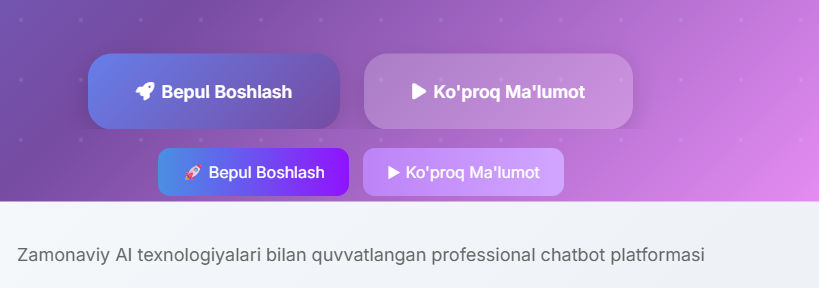 Bepul Boshlash Ko'proq Ma'lumot
🚀 Bepul Boshlash ▶ Ko'proq Ma'lumot
Zamonaviy AI texnologiyalari bilan quvvatlangan professional chatbot platformasi